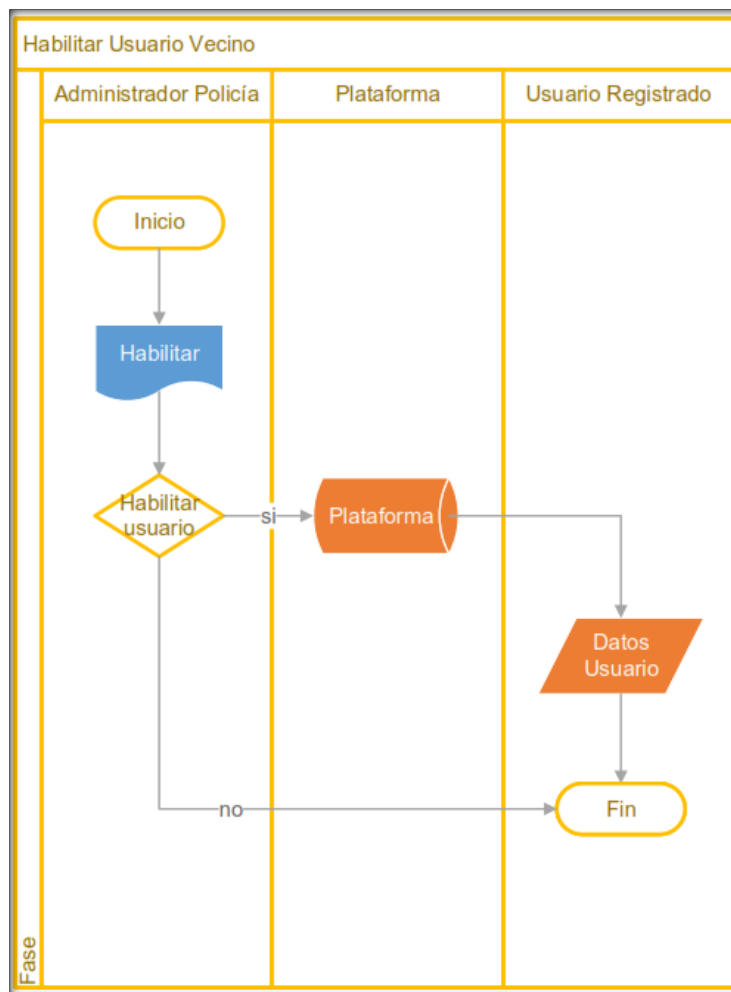 Habilitar Usuario Vecino
Administrador Policía
Plataforma
Usuario Registrado
Inicio
Habilitar
Habilitar
usuario
si
Plataforma
Datos
Usuario
no
Fin
Fase